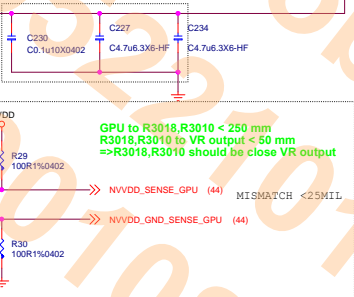 C230
C0.1u10X0402
C227
C4.7u6.3X6-HF
C234
C4.7u6.3X6-HF
GPU to R3018,R3010 < 250 mm
R3018,R3010 to VR output < 50 mm
=>R3018,R3010 should be close VR output
R29
100R1%0402
NVVDD_SENSE_GPU (44)
MISMATCH <25MIL
NVVDD_GND_SENSE_GPU (44)
R30
100R1%0402